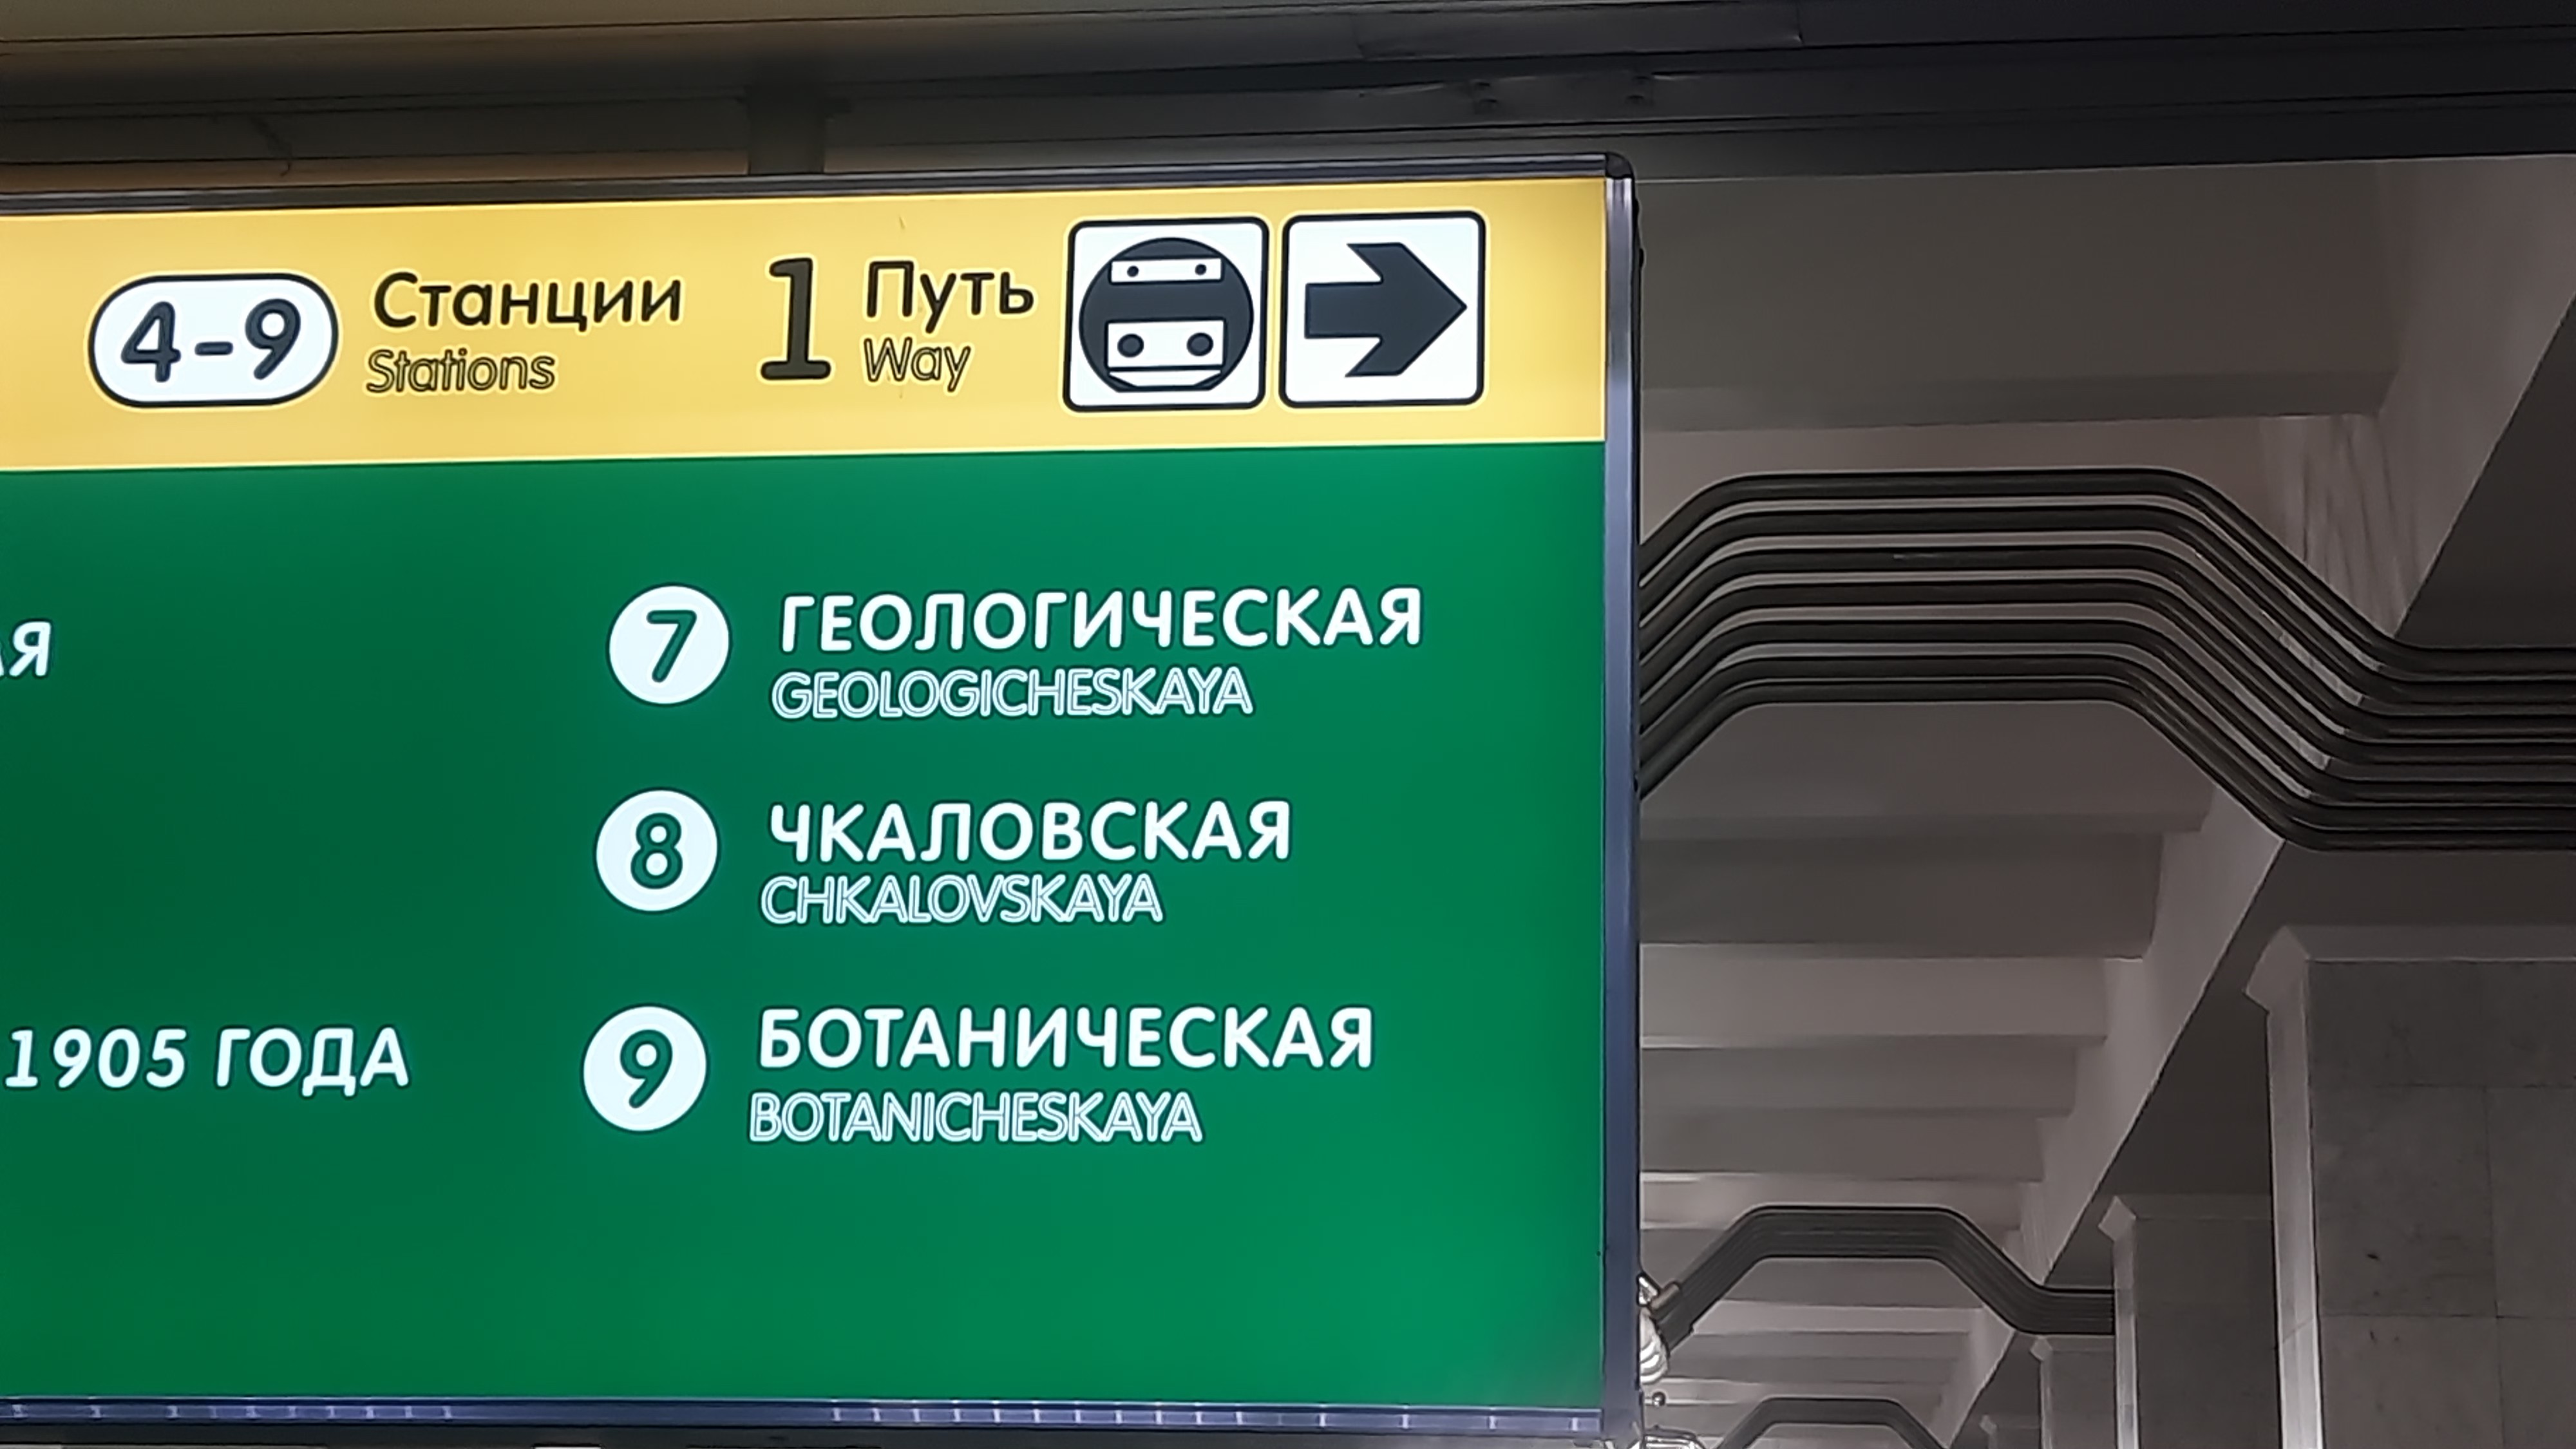 4-9 Станции 1 Путь
Stations Way
7 ГЕОЛОГИЧЕСКАЯ
GEOLOGICHESKAYA
8 ЧКАЛОВСКАЯ
CHKALOVSKAYA
1905 ГОДА
9 БОТАНИЧЕСКАЯ
BOTANICHESKAYA